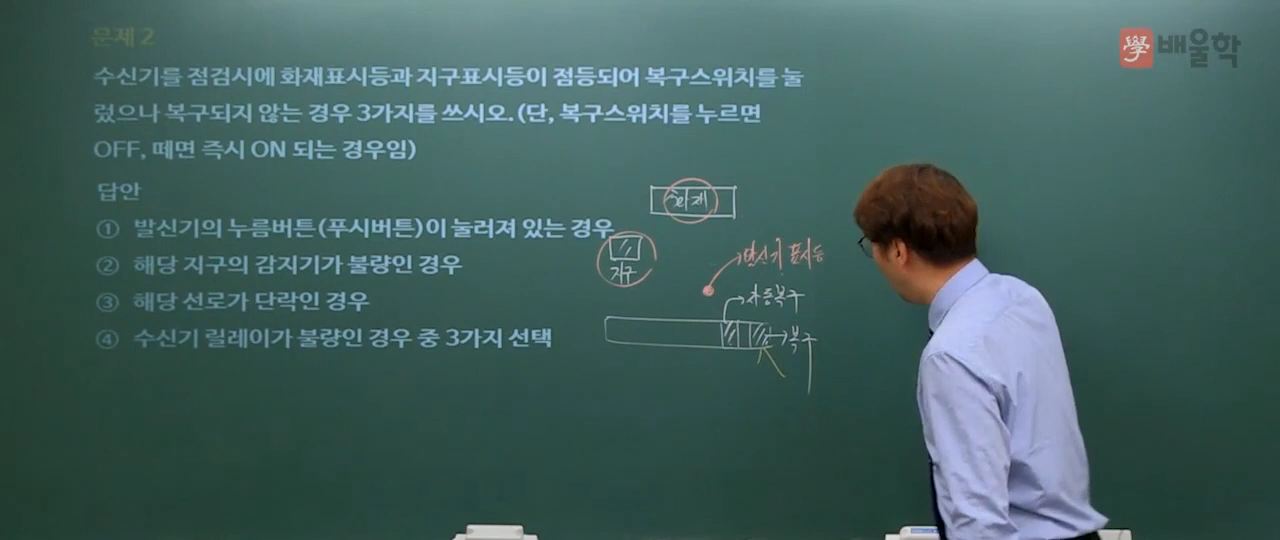 문제 2
學 배울학
수신기를 점검시에 화재표시등과 지구표시등이 점등되어 복구스위치를 눌
렀으나 복구되지 않는 경우 3가지를 쓰시오. (단, 복구스위치를 누르면
OFF, 떼면 즉시 ON 되는 경우임)
답안
① 발신기의 누름버튼(푸시버튼)이 눌러져 있는 경우
② 해당 지구의 감지기가 불량인 경우
③ 해당 선로가 단락인 경우
④ 수신기 릴레이가 불량인 경우 중 3가지 선택
화재
지구
발신기 표시등
자동복구
복구